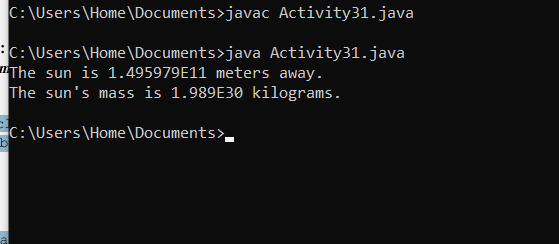 C:\Users\Home\Documents>javac Activity31.java
C:\Users\Home\Documents>java Activity31.java
The sun is 1.495979E11 meters away.
The sun's mass is 1.989E30 kilograms.
C:\Users\Home\Documents>